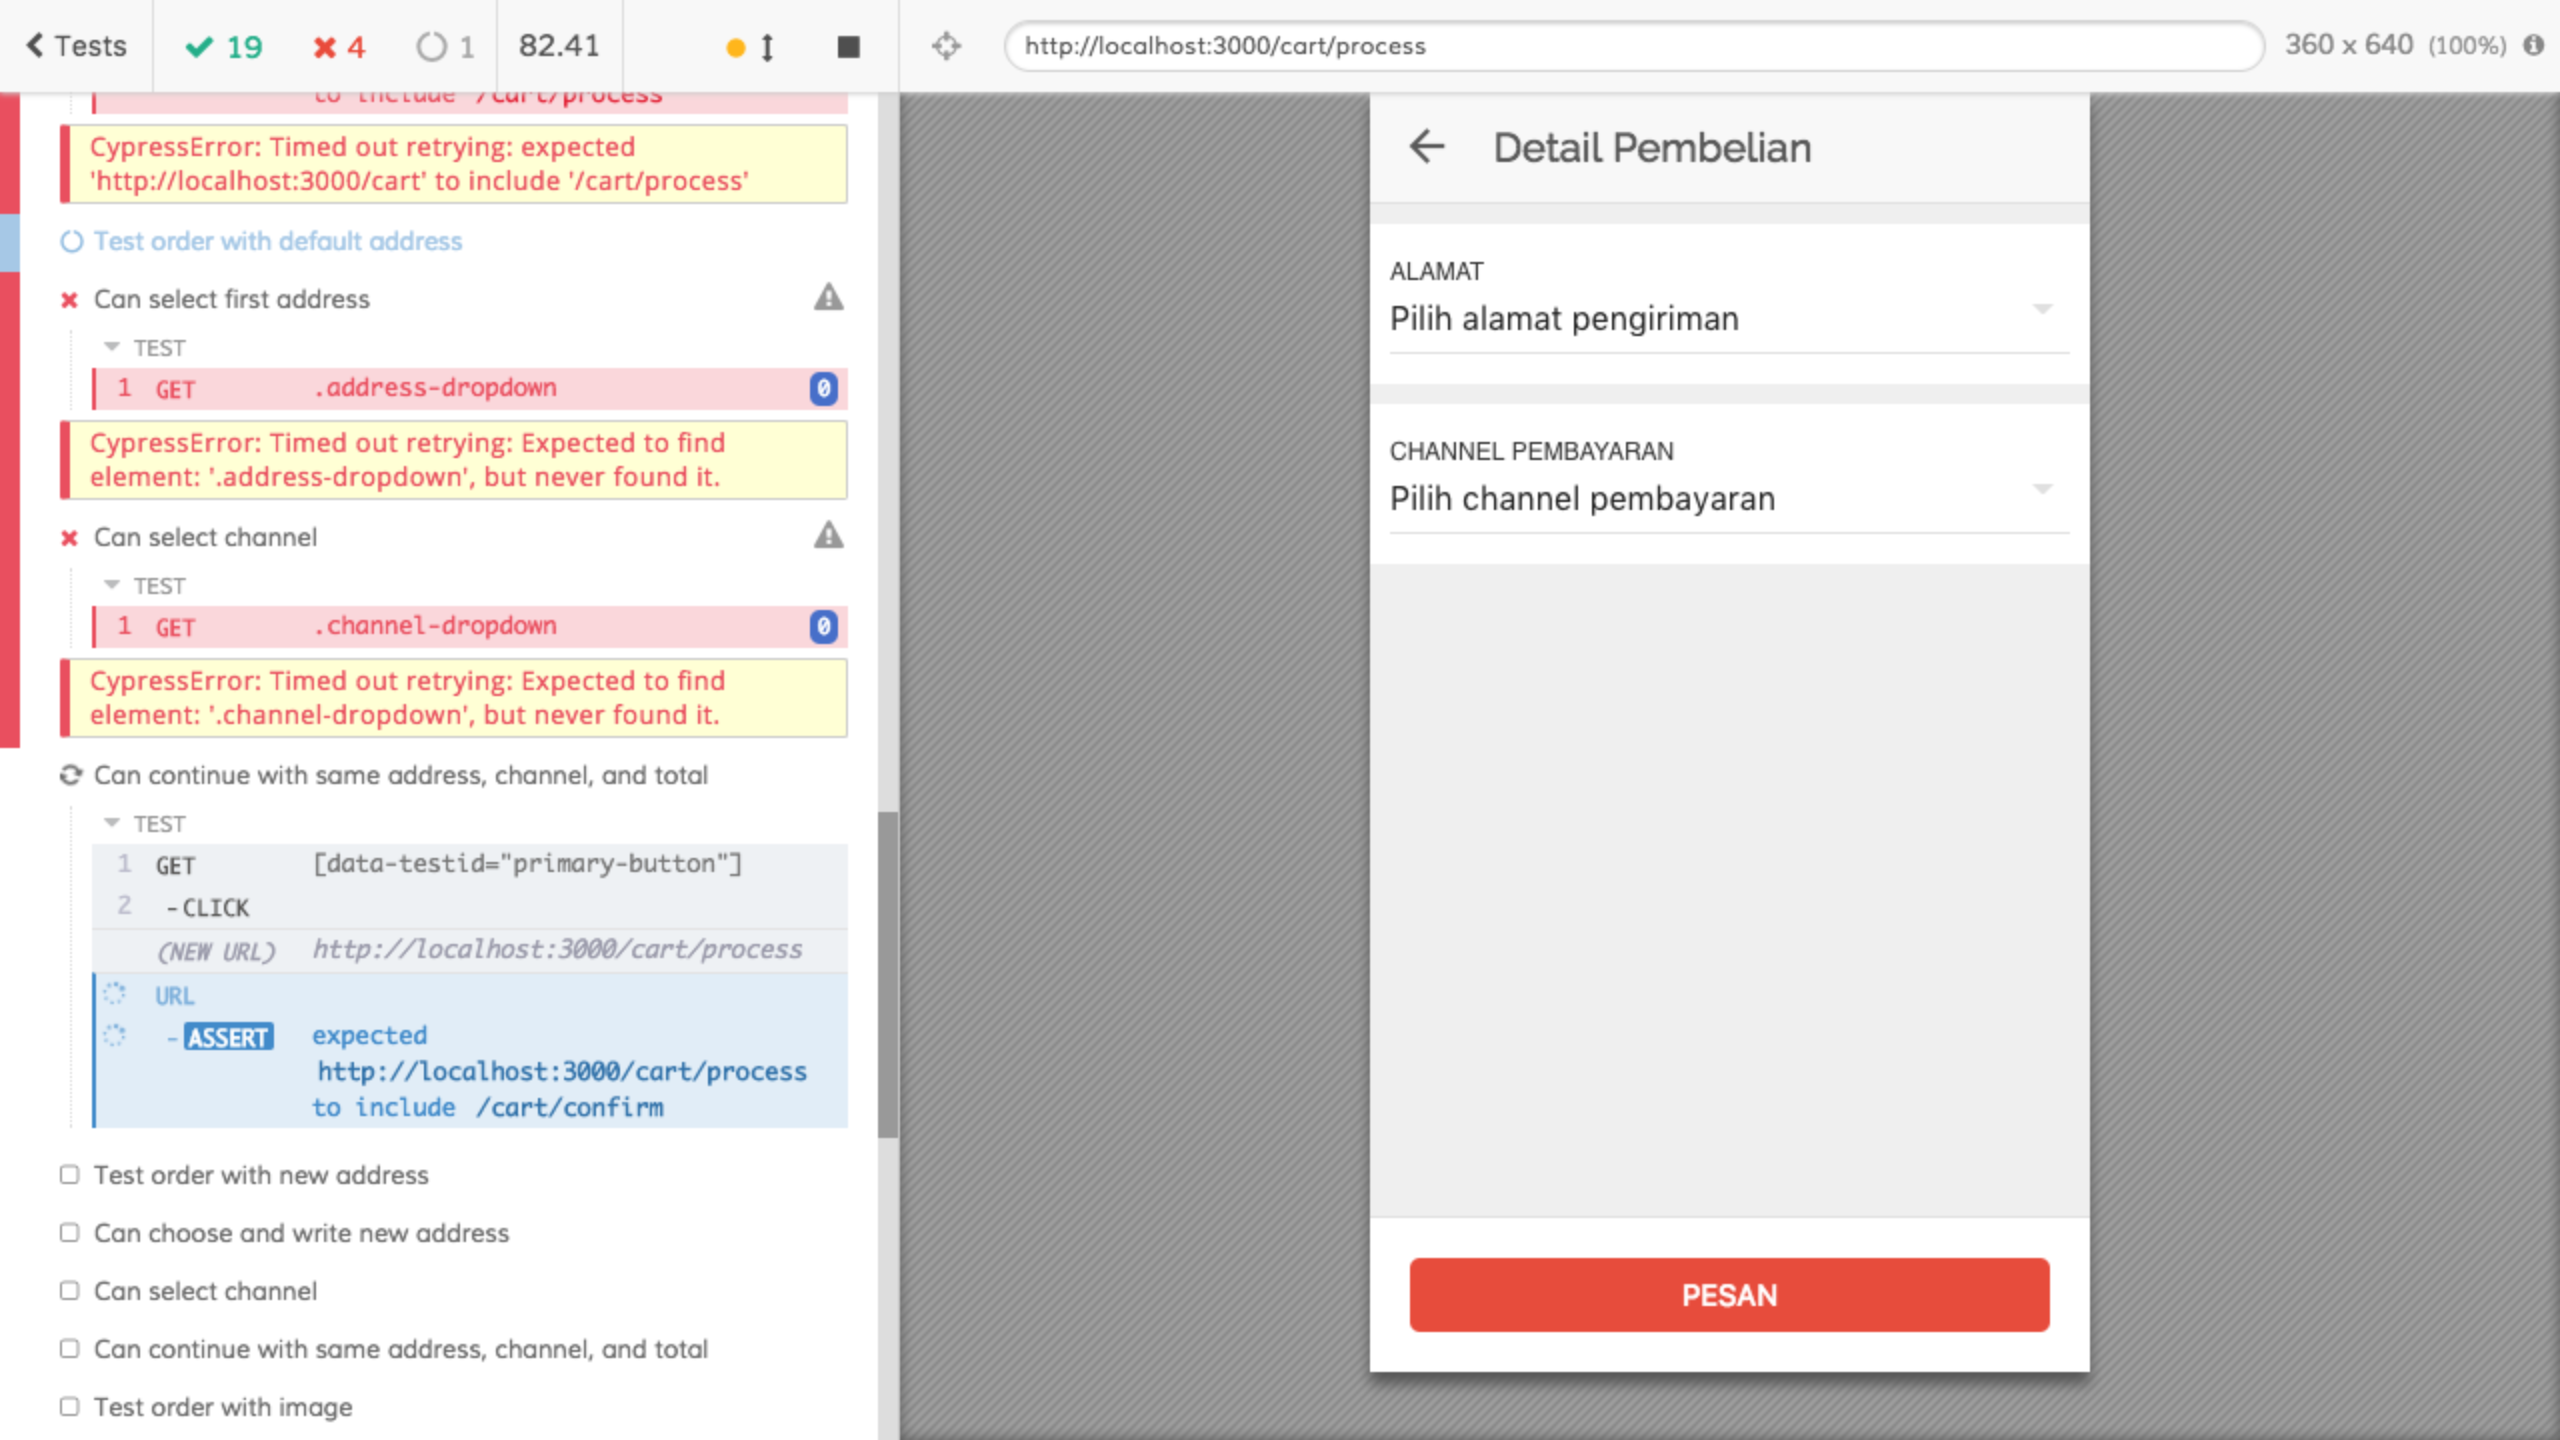 Tests
19
4
1
82.41
http://localhost:3000/cart/process
360 x 640 (100%)
to include /cart/process
CypressError: Timed out retrying: expected
'http://localhost:3000/cart' to include '/cart/process'
Test order with default address
Can select first address
TEST
1 GET .address-dropdown 0
CypressError: Timed out retrying: Expected to find
element: '.address-dropdown', but never found it.
Can select channel
TEST
1 GET .channel-dropdown 0
CypressError: Timed out retrying: Expected to find
element: '.channel-dropdown', but never found it.
Can continue with same address, channel, and total
TEST
1 GET [data-testid="primary-button"]
2 -CLICK
(NEW URL) http://localhost:3000/cart/process
URL
-ASSERT expected
http://localhost:3000/cart/process
to include /cart/confirm
Test order with new address
Can choose and write new address
Can select channel
Can continue with same address, channel, and total
Test order with image
Detail Pembelian
ALAMAT
Pilih alamat pengiriman
CHANNEL PEMBAYARAN
Pilih channel pembayaran
PESAN